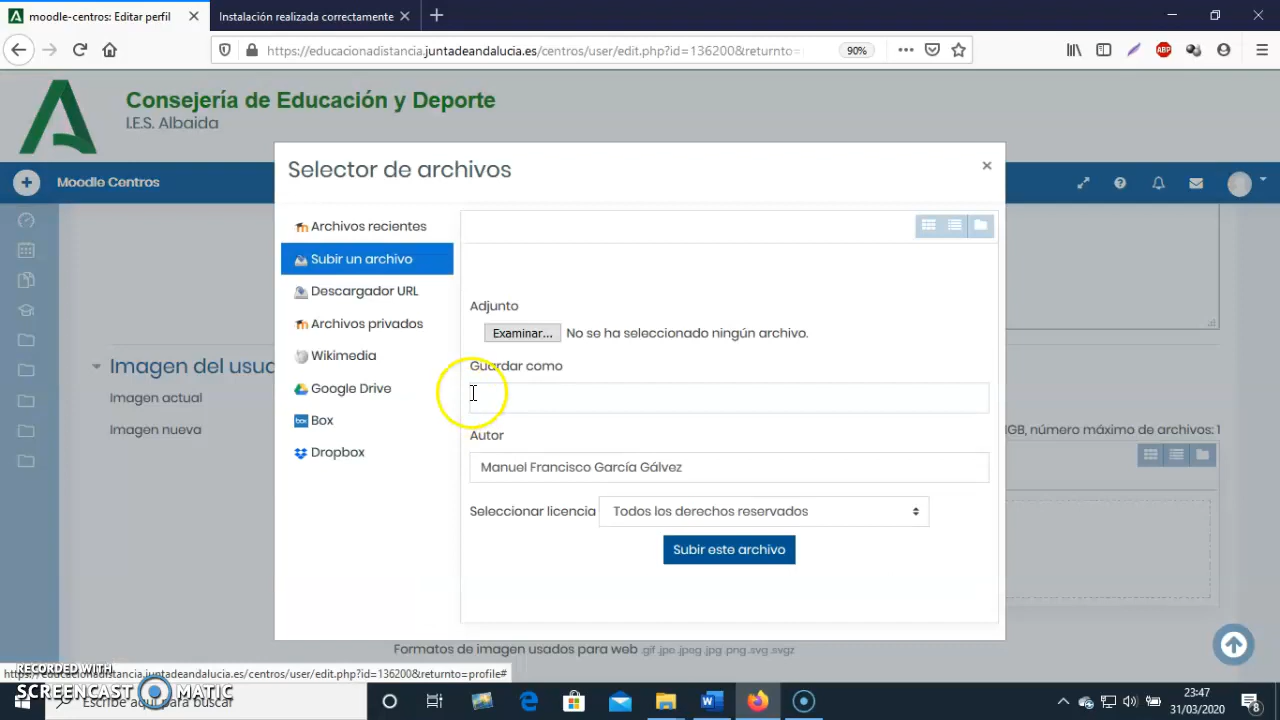 moodle-centros: Editar perfil
Instalación realizada correctamente
https://educacionadistancia.juntadeandalucia.es/centros/user/edit.php?id=136200&returnto=
90%
ABP
Consejería de Educación y Deporte
I.E.S. Albaida
Moodle Centros
Selector de archivos
Archivos recientes
Subir un archivo
Descargador URL
Archivos privados
Wikimedia
Google Drive
Box
Dropbox
Adjunto
Examinar...
No se ha seleccionado ningún archivo.
Guardar como
Autor
Manuel Francisco García Gálvez
Seleccionar licencia
Todos los derechos reservados
Subir este archivo
Imagen del usua
Imagen actual
Imagen nueva
GB, número máximo de archivos: 1
Formatos de imagen usados para web .gif .jpe .jpeg .jpg .png .svg .svgz
https://educacionadistancia.juntadeandalucia.es/centros/user/edit.php?id=136200&returnto=profile#
RECORDED WITH
SCREENCAST MATIC
Escribe aquí para buscar
23:47
31/03/2020
8